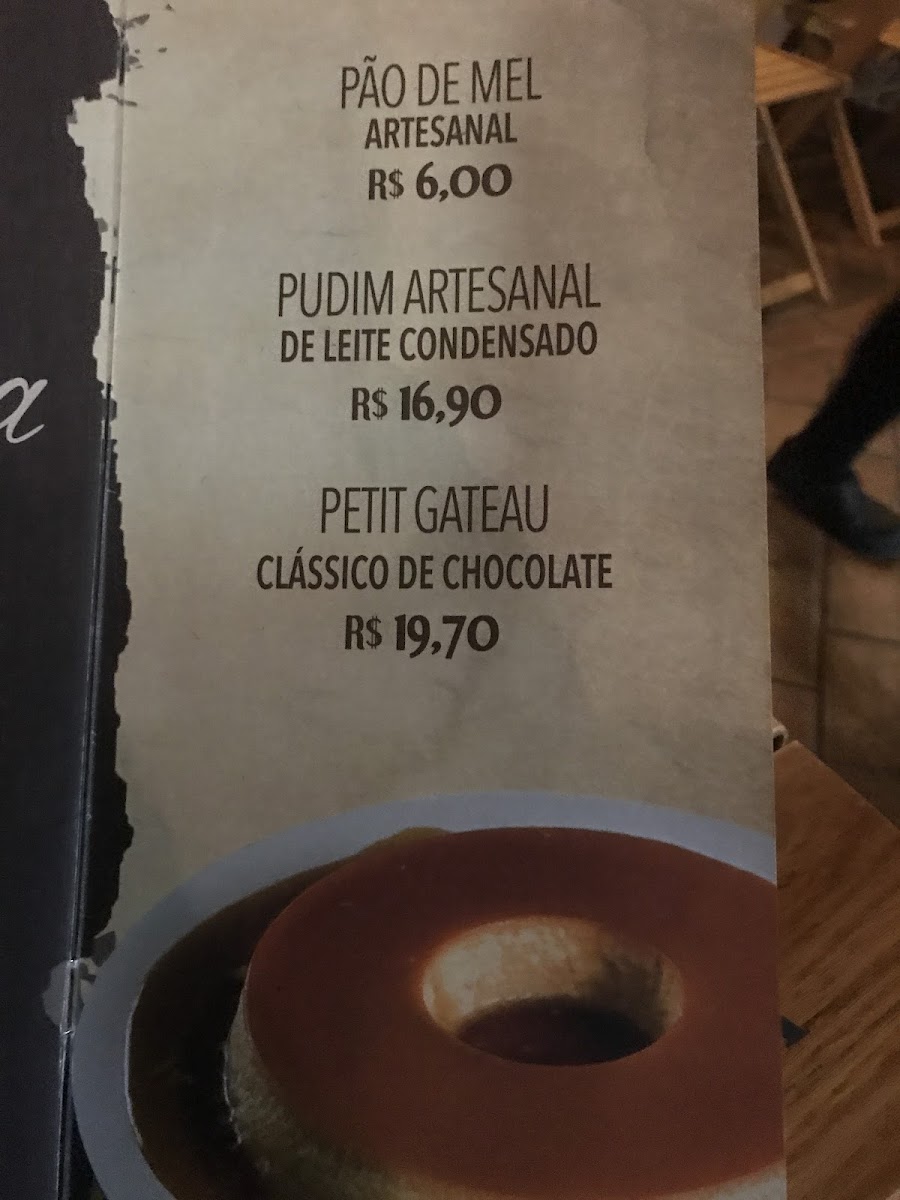 PÃO DE MEL
ARTESANAL
R$ 6,00
PUDIM ARTESANAL
DE LEITE CONDENSADO
R$ 16,90
PETIT GATEAU
CLÁSSICO DE CHOCOLATE
R$ 19,70
a